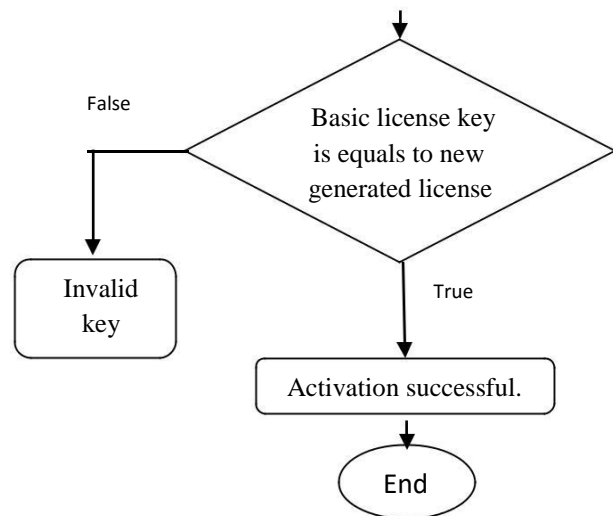 False
Basic license key
is equals to new
generated license
Invalid
key
True
Activation successful.
End